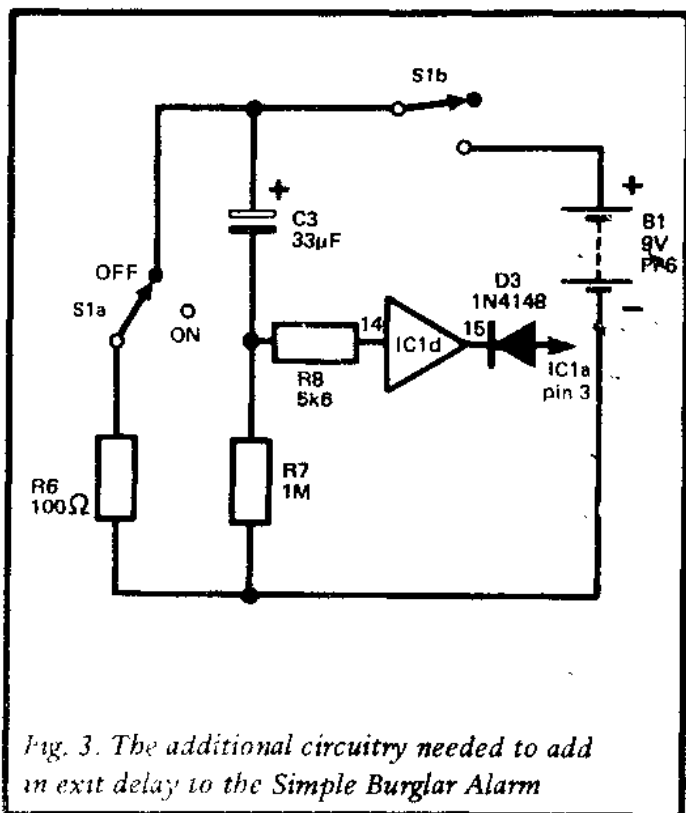 S1b
+
C3
33µF
+
B1
9V
OFF
S1a
ON
D3
1N4148
−
14
IC1d
15
R8
5k6
IC1a
pin 3
R6
100Ω
R7
1M
Fig. 3. The additional circuitry needed to add
an exit delay to the Simple Burglar Alarm